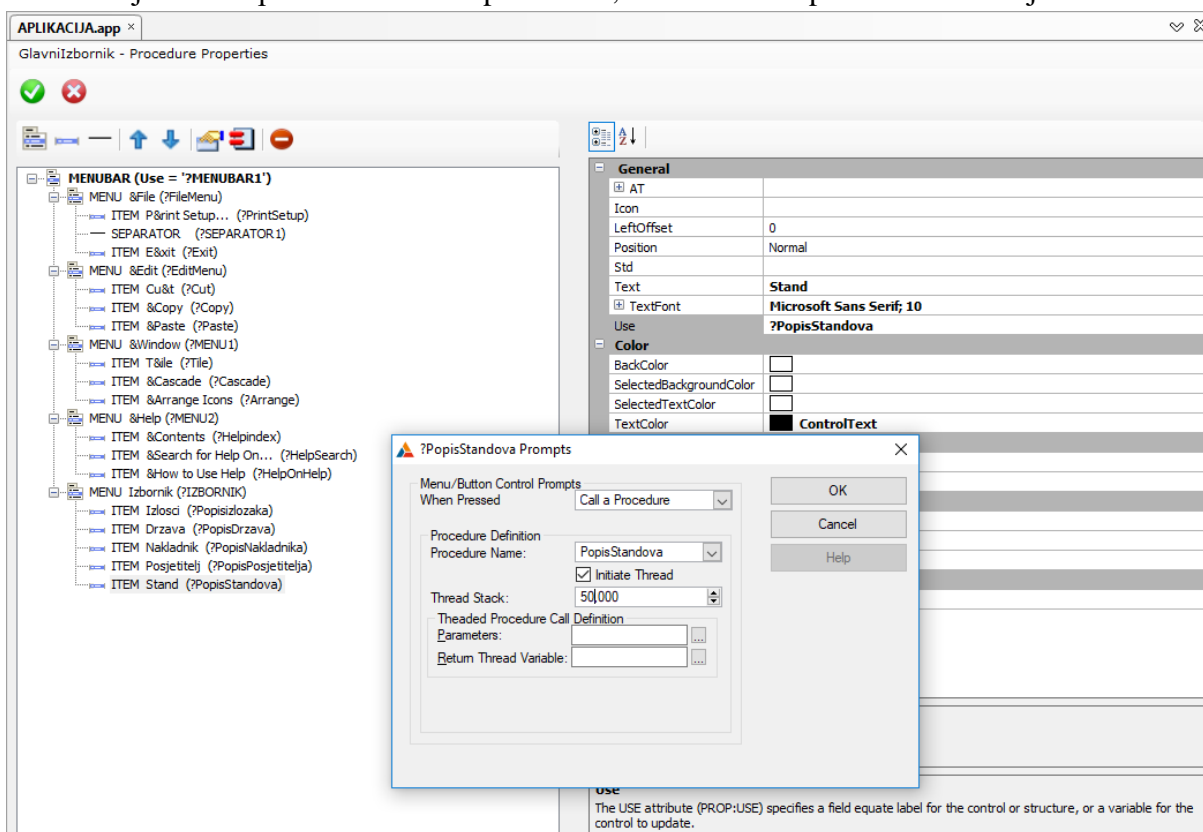 APLIKACIJA.app ×
GlavniIzbornik - Procedure Properties
MENUBAR (Use = '?MENUBAR1')
MENU &File (?FileMenu)
ITEM P&rint Setup... (?PrintSetup)
SEPARATOR (?SEPARATOR1)
ITEM E&xit (?Exit)
MENU &Edit (?EditMenu)
ITEM Cu&t (?Cut)
ITEM &Copy (?Copy)
ITEM &Paste (?Paste)
MENU &Window (?MENU1)
ITEM T&ile (?Tile)
ITEM &Cascade (?Cascade)
ITEM &Arrange Icons (?Arrange)
MENU &Help (?MENU2)
ITEM &Contents (?Helpindex)
ITEM &Search for Help On... (?HelpSearch)
ITEM &How to Use Help (?HelpOnHelp)
MENU Izbornik (?IZBORNIK)
ITEM Izlosci (?Popisizlozaka)
ITEM Drzava (?PopisDrzava)
ITEM Nakladnik (?PopisNakladnika)
ITEM Posjetitelj (?PopisPosjetitelja)
ITEM Stand (?PopisStandova)
General
AT
Icon
LeftOffset 0
Position Normal
Std
Text Stand
TextFont Microsoft Sans Serif; 10
Use ?PopisStandova
Color
BackColor
SelectedBackgroundColor
SelectedTextColor
TextColor ControlText
?PopisStandova Prompts
Menu/Button Control Prompts
When Pressed Call a Procedure
Procedure Definition
Procedure Name: PopisStandova
Initiate Thread
Thread Stack: 50,000
Theaded Procedure Call Definition
Parameters: ...
Return Thread Variable: ...
OK
Cancel
Help
Use
The USE attribute (PROP:USE) specifies a field equate label for the control or structure, or a variable for the
control to update.